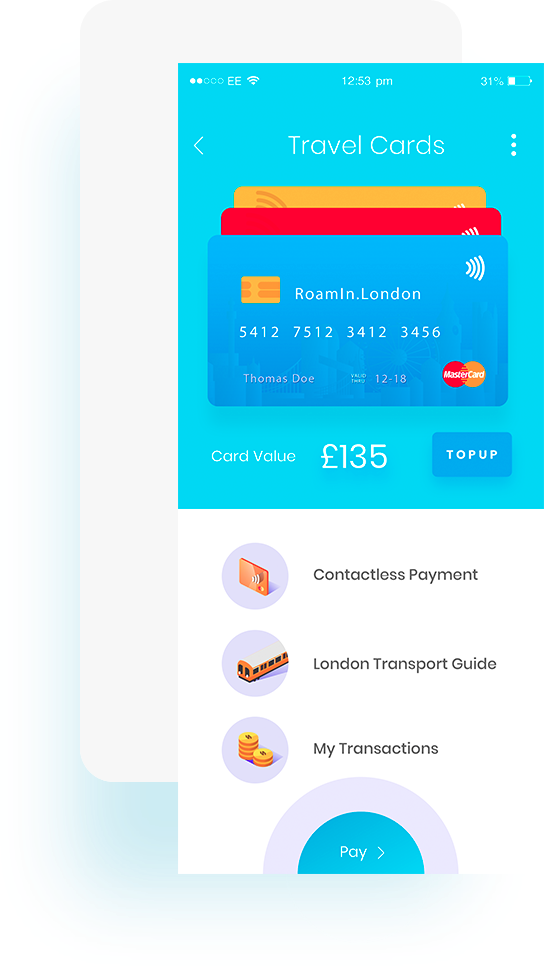 EE 12:53 pm 31%
Travel Cards
RoamIn.London
5412 7512 3412 3456
Thomas Doe VALID THRU 12-18
MasterCard
Card Value £135 TOPUP
Contactless Payment
London Transport Guide
My Transactions
Pay